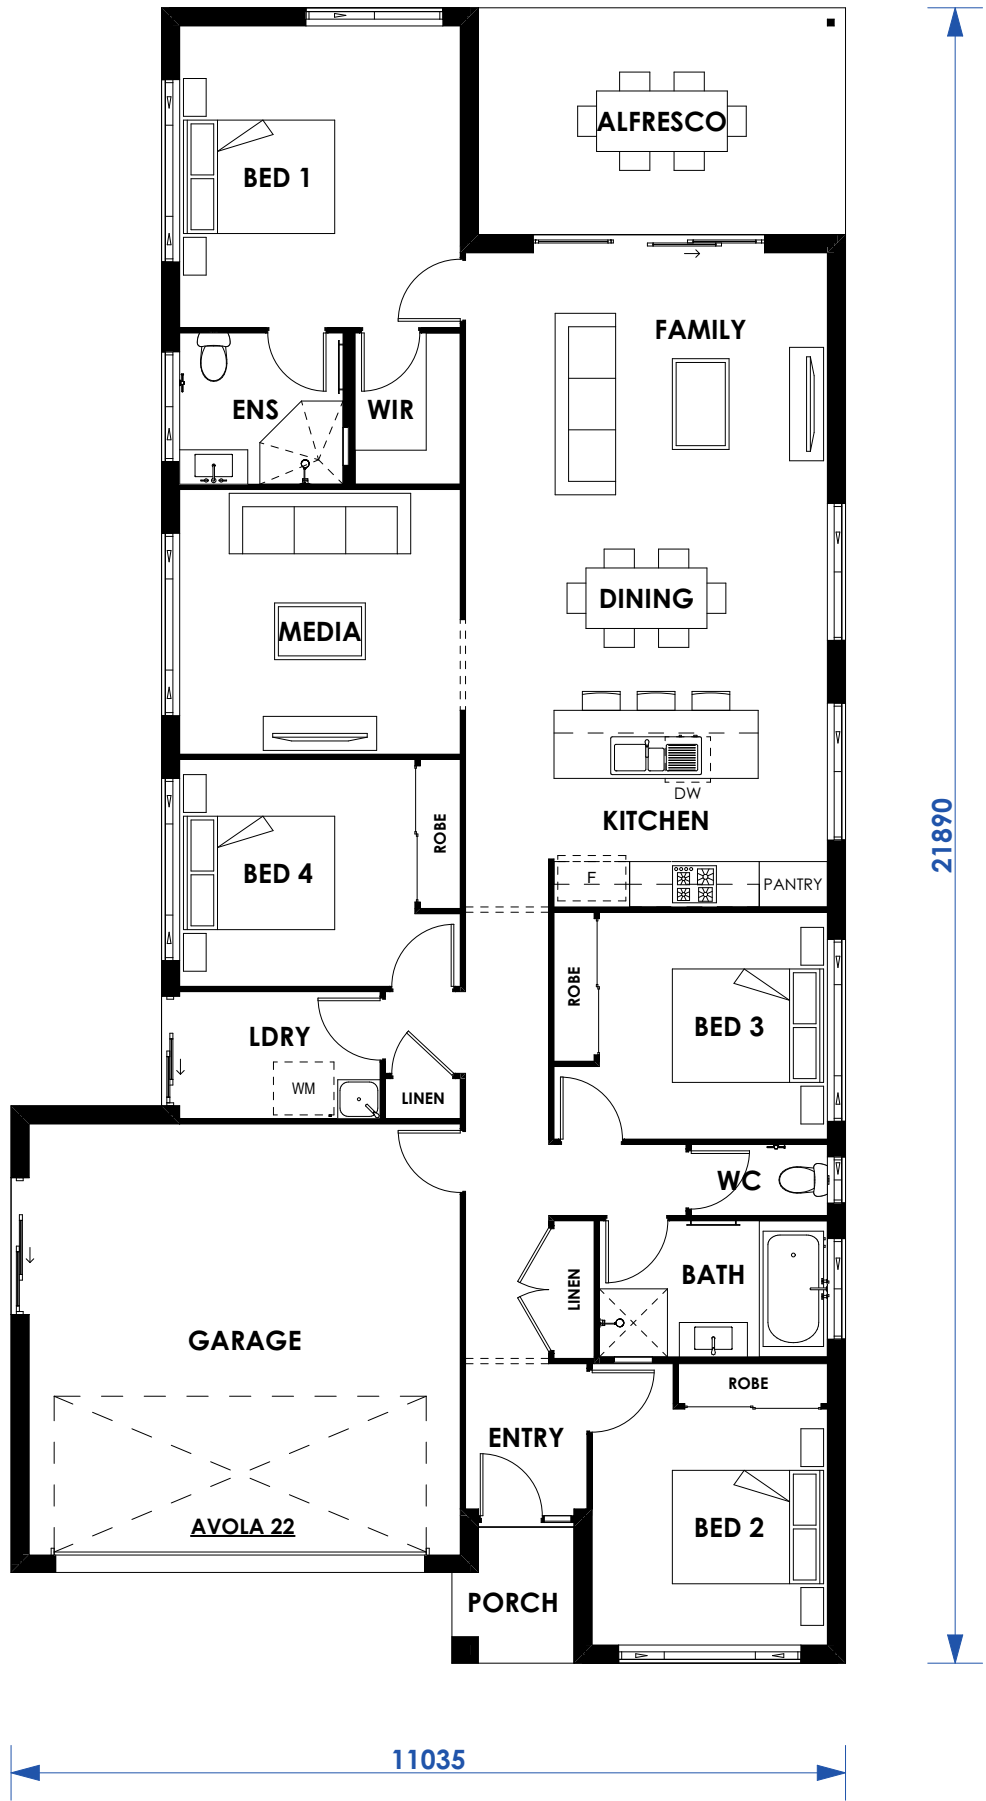 ALFRESCO
BED 1
FAMILY
ENS
WIR
DINING
MEDIA
DW
KITCHEN
21890
ROBE
BED 4
F
PANTRY
ROBE
BED 3
LDRY
WM
LINEN
WC
BATH
LINEN
GARAGE
ROBE
ENTRY
AVOLA 22
BED 2
PORCH
11035